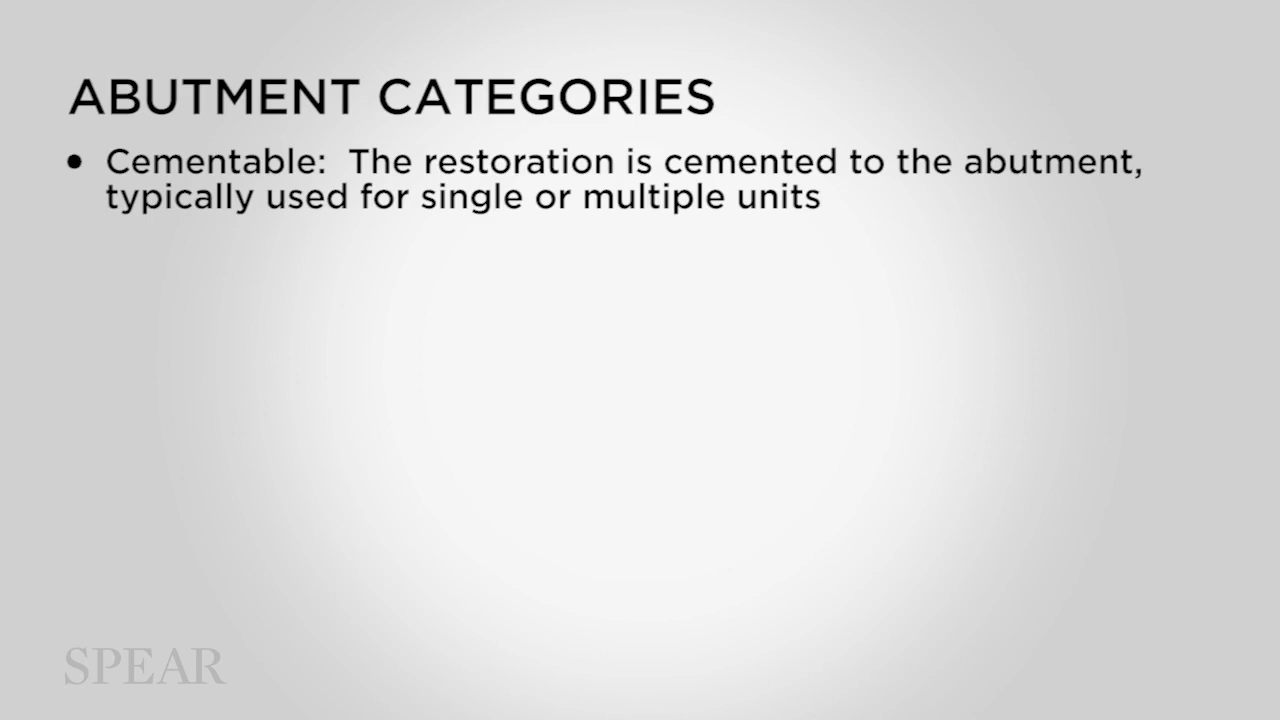 ABUTMENT CATEGORIES
• Cementable: The restoration is cemented to the abutment,
typically used for single or multiple units
SPEAR